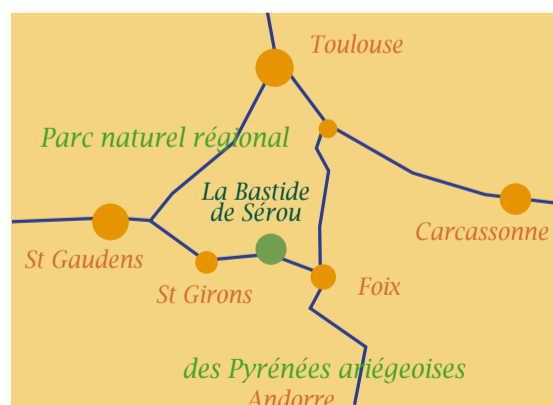 Toulouse
Parc naturel régional
La Bastide
de Sérou
Carcassonne
St Gaudens
St Girons
Foix
des Pyrénées ariégeoises
Andorre